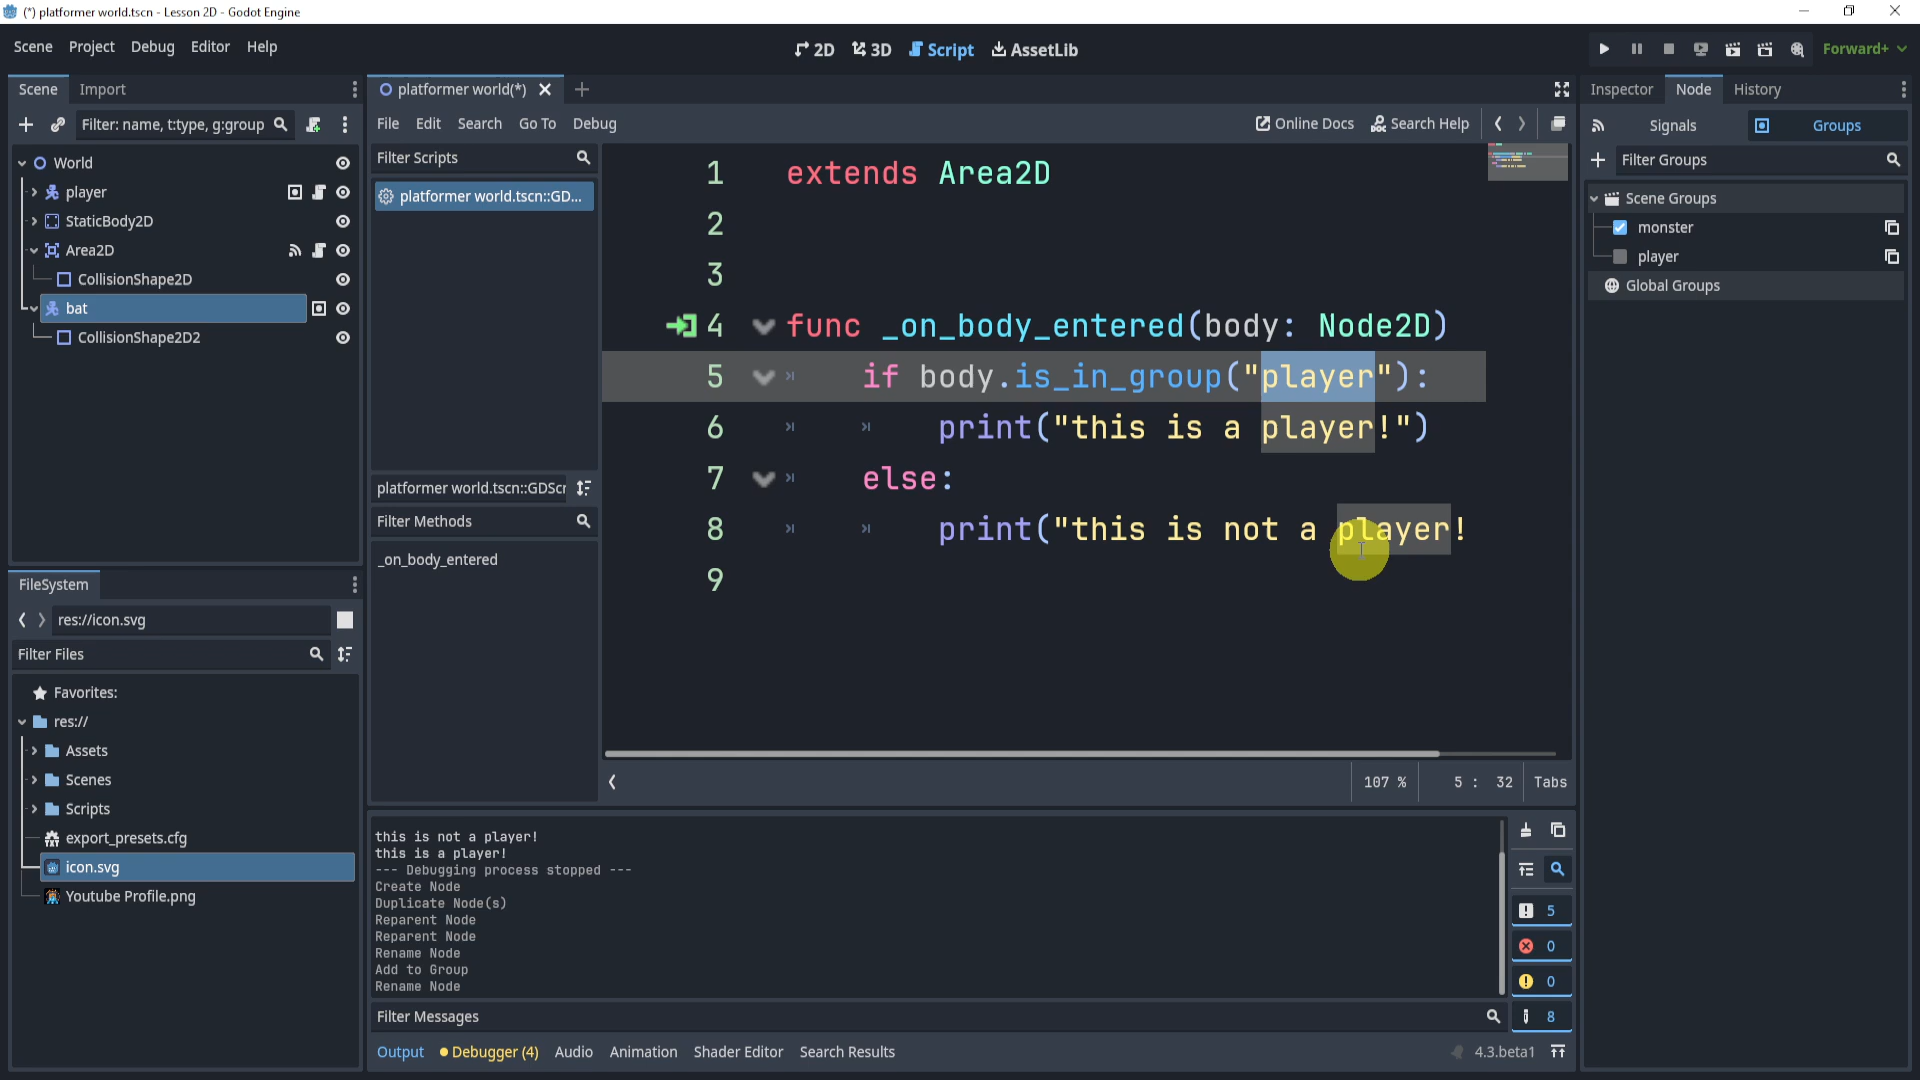 (*) platformer world.tscn - Lesson 2D - Godot Engine
Scene Project Debug Editor Help
2D 3D Script AssetLib
Forward+
Scene Import
Filter: name, t:type, g:group
World
player
StaticBody2D
Area2D
CollisionShape2D
bat
CollisionShape2D2
FileSystem
res://icon.svg
Filter Files
Favorites:
res://
Assets
Scenes
Scripts
export_presets.cfg
icon.svg
Youtube Profile.png
platformer world(*)
File Edit Search Go To Debug
Online Docs Search Help
Filter Scripts
platformer world.tscn::GD...
platformer world.tscn::GDScr
Filter Methods
_on_body_entered
1 extends Area2D
2
3
4 func _on_body_entered(body: Node2D)
5 if body.is_in_group("player"):
6 print("this is a player!")
7 else:
8 print("this is not a player!
9
107 % 5 : 32 Tabs
this is not a player!
this is a player!
--- Debugging process stopped ---
Create Node
Duplicate Node(s)
Reparent Node
Reparent Node
Rename Node
Add to Group
Rename Node
5
0
0
8
Filter Messages
Output Debugger (4) Audio Animation Shader Editor Search Results
4.3.beta1
Inspector Node History
Signals Groups
Filter Groups
Scene Groups
monster
player
Global Groups